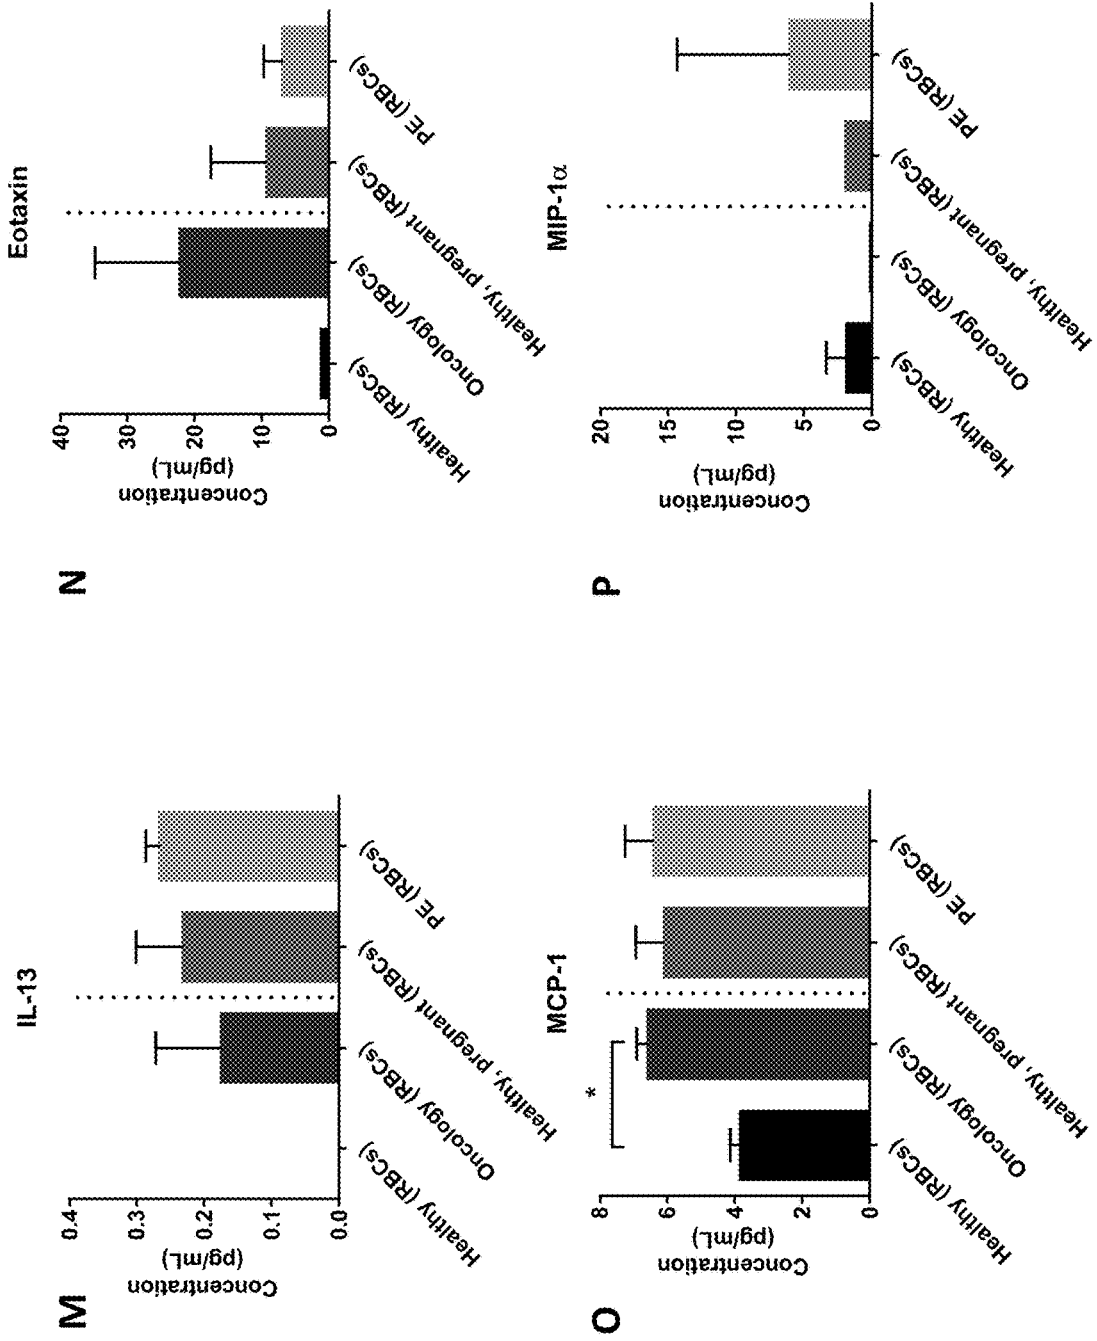 M
IL-13
Concentration
(pg/mL)
0.4
0.3
0.2
0.1
0.0
Healthy (RBCs)
Oncology (RBCs)
Healthy, pregnant (RBCs)
PE (RBCs)
N
Eotaxin
Concentration
(pg/mL)
40
30
20
10
0
Healthy (RBCs)
Oncology (RBCs)
Healthy, pregnant (RBCs)
PE (RBCs)
O
MCP-1
*
Concentration
(pg/mL)
8
6
4
2
0
Healthy (RBCs)
Oncology (RBCs)
Healthy, pregnant (RBCs)
PE (RBCs)
P
MIP-1α
Concentration
(pg/mL)
20
15
10
5
0
Healthy (RBCs)
Oncology (RBCs)
Healthy, pregnant (RBCs)
PE (RBCs)